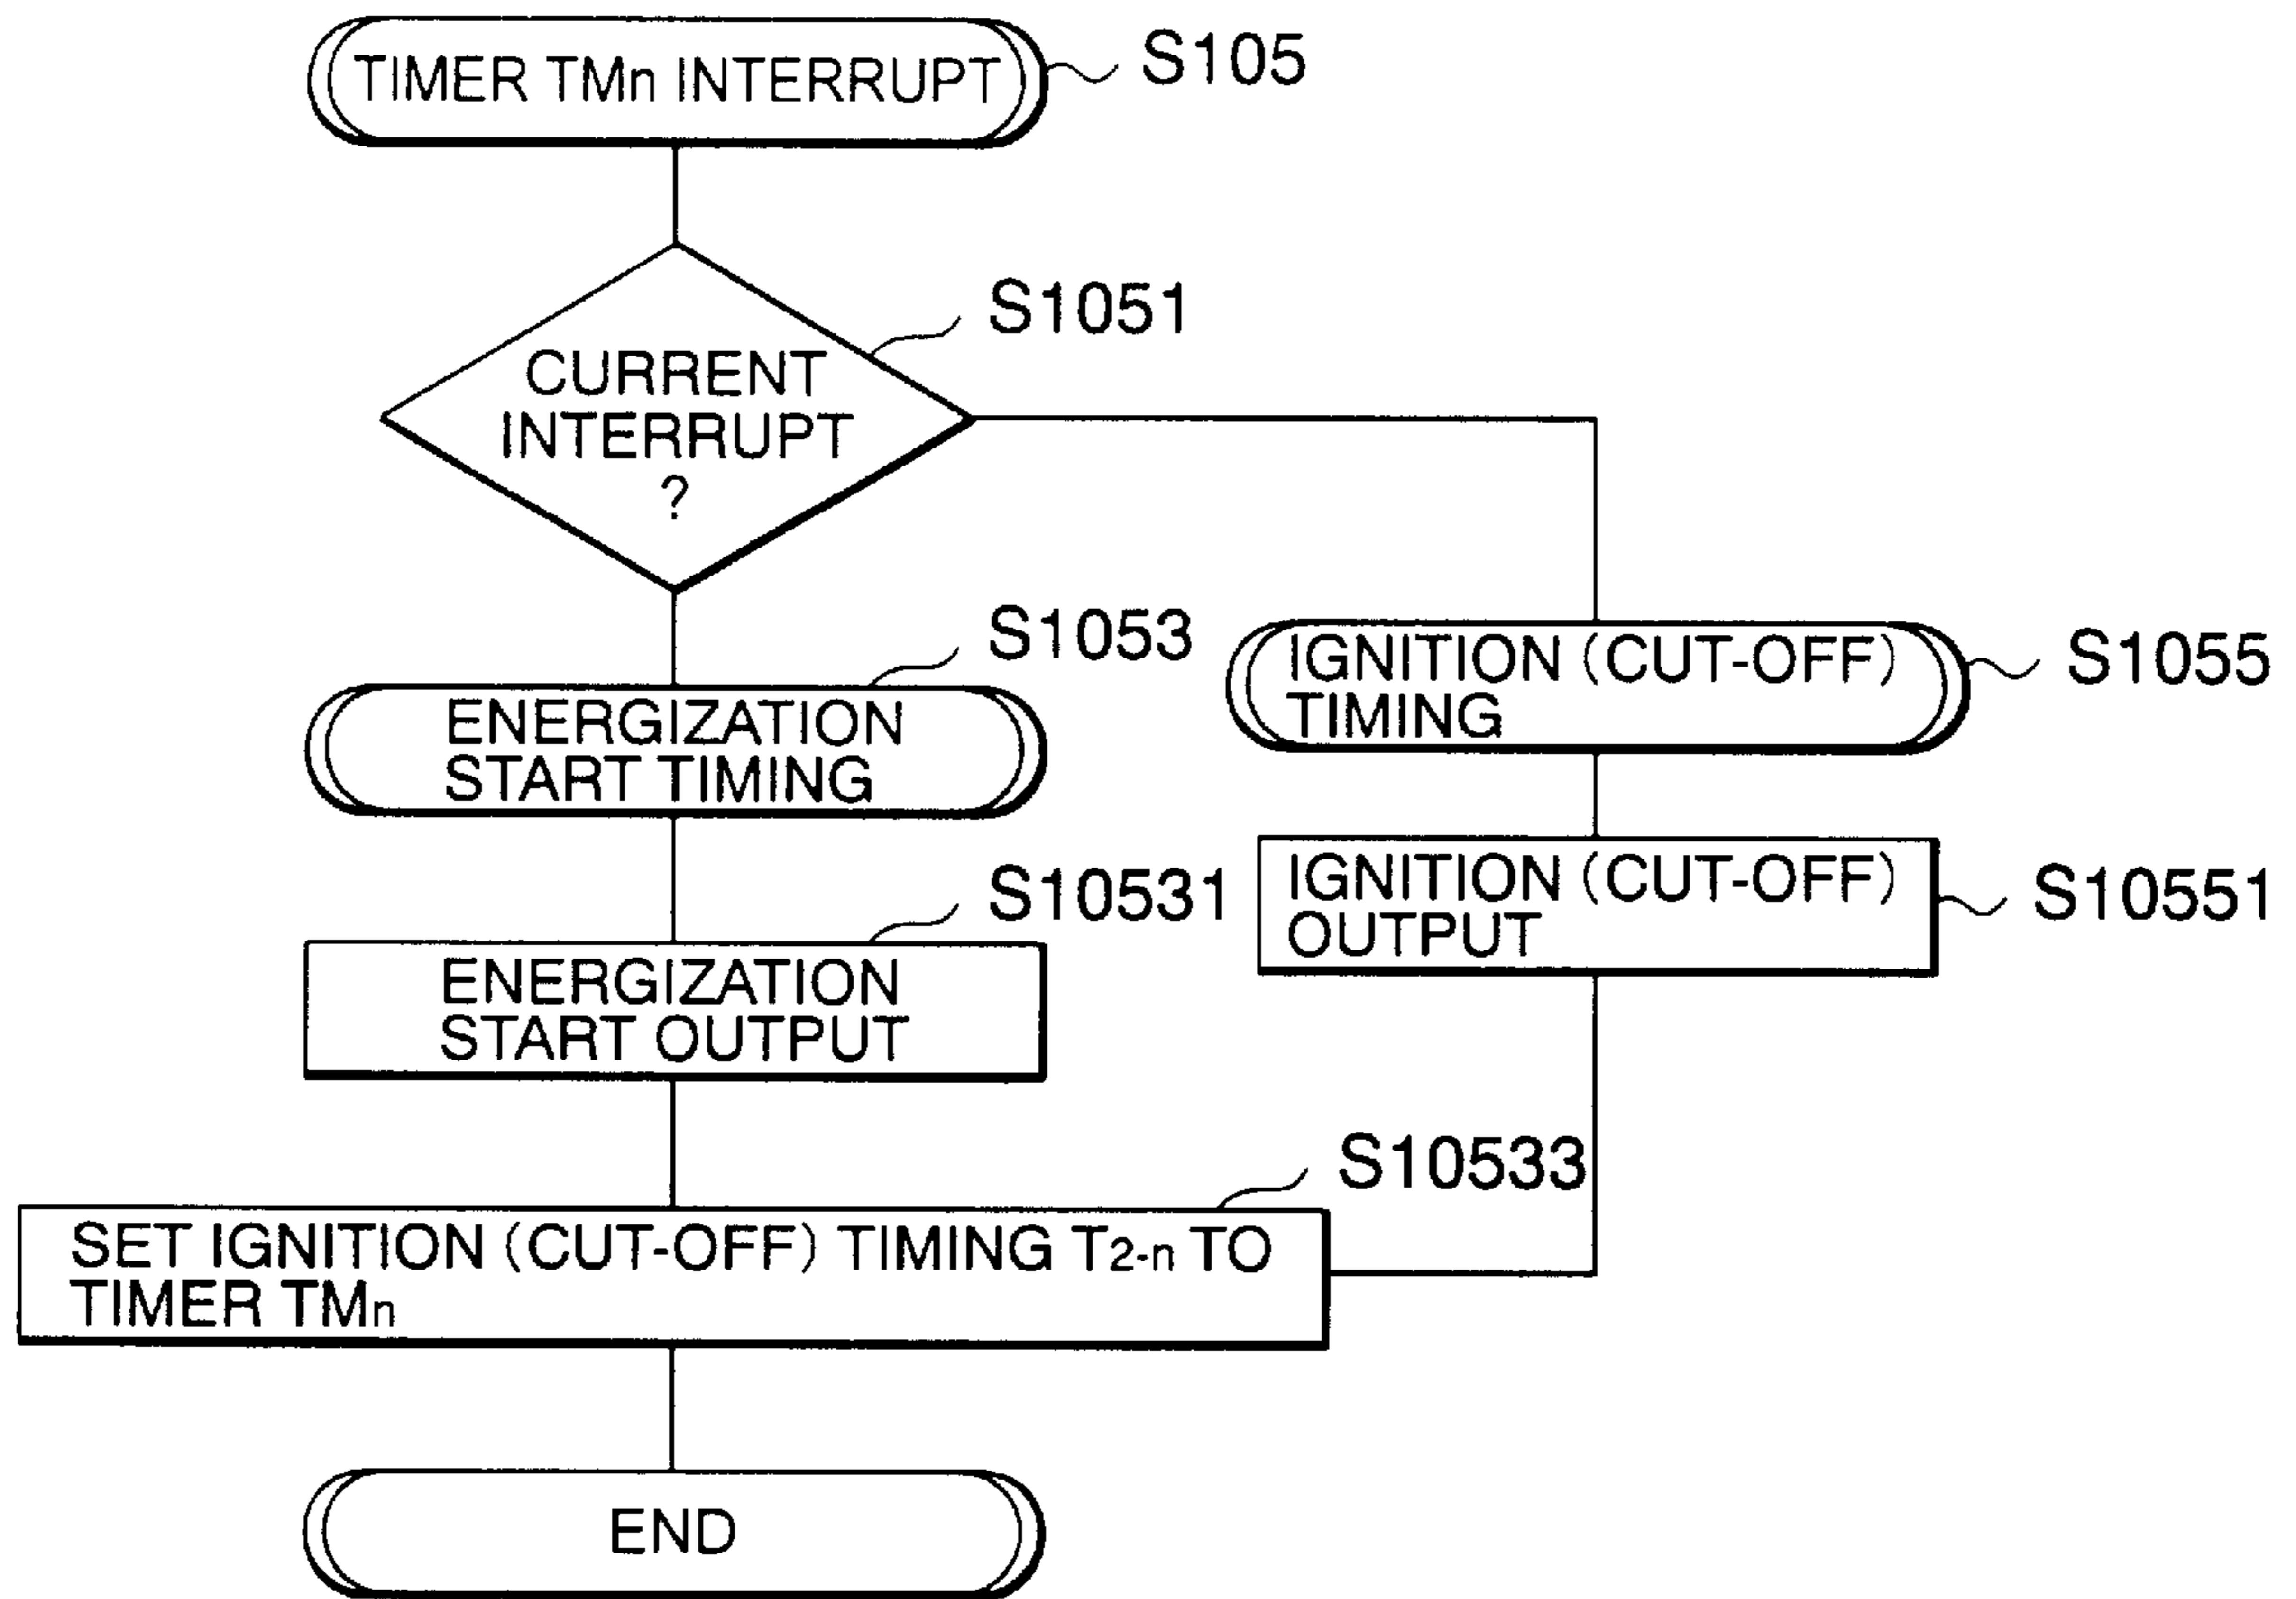 TIMER TMn INTERRUPT
S105
S1051
CURRENT
INTERRUPT
?
S1053
ENERGIZATION
START TIMING
IGNITION (CUT-OFF)
TIMING
S1055
S10531
ENERGIZATION
START OUTPUT
IGNITION (CUT-OFF)
OUTPUT
S10551
S10533
SET IGNITION (CUT-OFF) TIMING T2-n TO
TIMER TMn
END